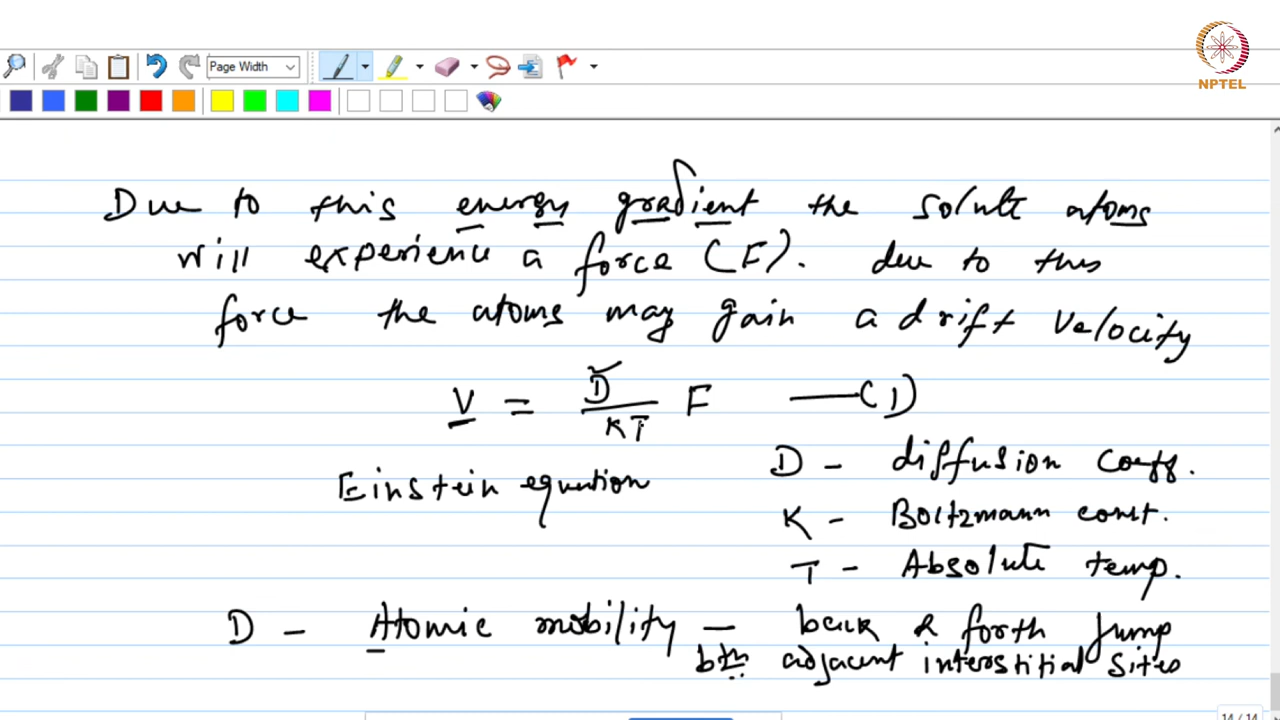 NPTEL
Page Width
Due to this energy gradient the solute atoms
will experience a force (F). due to this
force the atoms may gain a drift velocity
V = D/KT F —(1)
Einstein equation
D - diffusion coeff.
K - Boltzmann const.
T - Absolute temp.
D - Atomic mobility - back & forth jump
btn adjacent interstitial sites
14 / 14